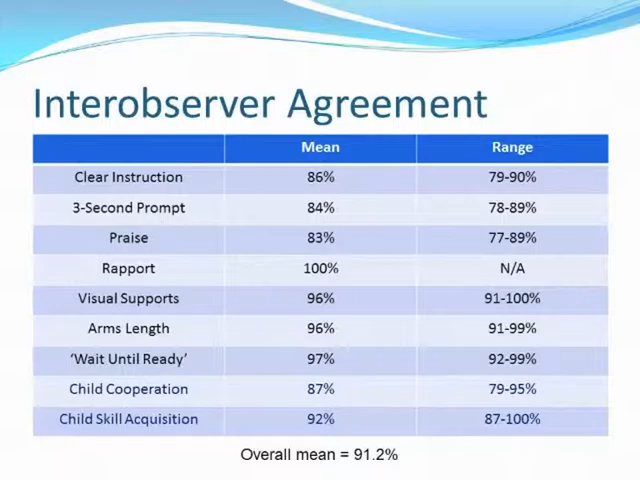 Interobserver Agreement
Mean Range
Clear Instruction 86% 79-90%
3-Second Prompt 84% 78-89%
Praise 83% 77-89%
Rapport 100% N/A
Visual Supports 96% 91-100%
Arms Length 96% 91-99%
‘Wait Until Ready’ 97% 92-99%
Child Cooperation 87% 79-95%
Child Skill Acquisition 92% 87-100%
Overall mean = 91.2%